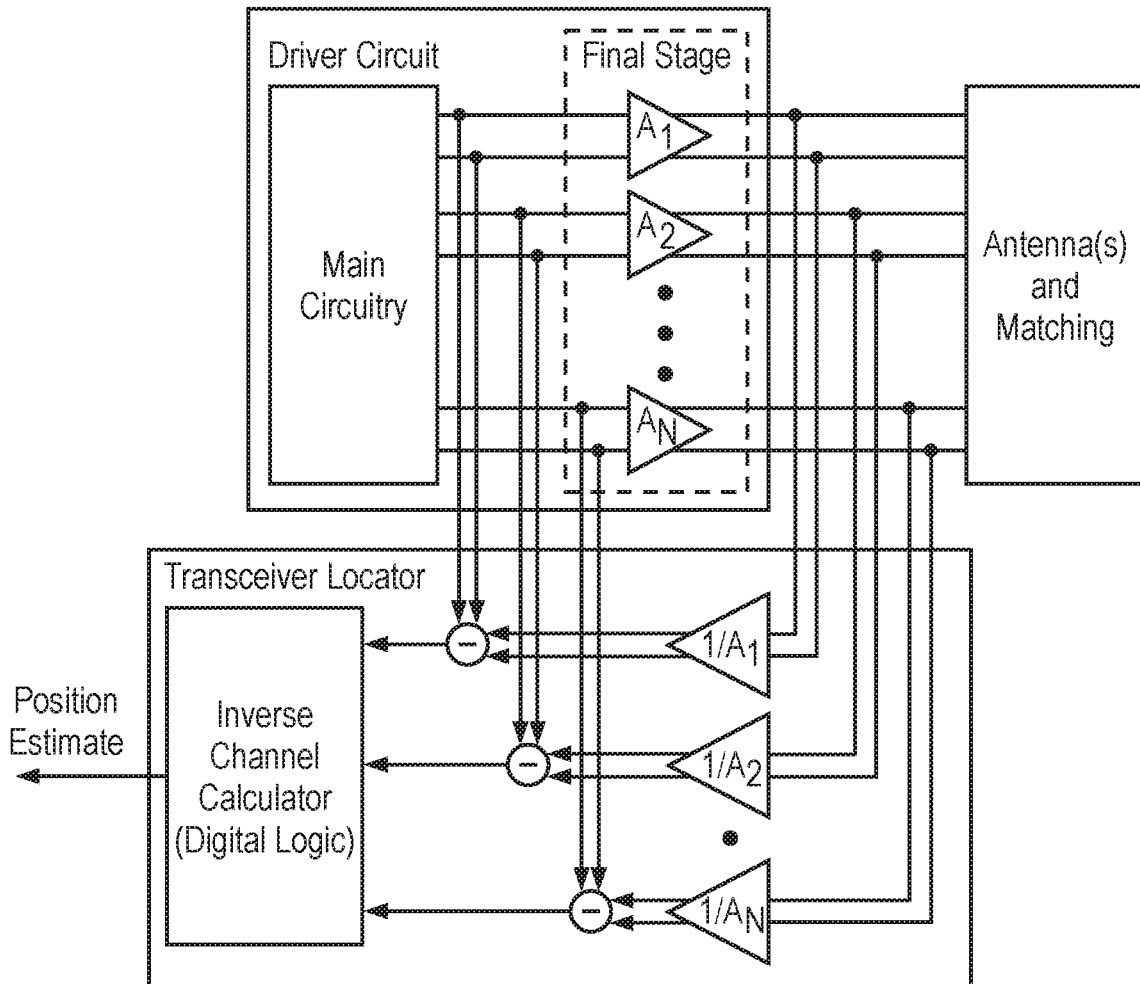 Driver Circuit
Final Stage
Main
Circuitry
A1
A2
AN
Antenna(s)
and
Matching
Transceiver Locator
Inverse
Channel
Calculator
(Digital Logic)
Position
Estimate
−
1/A1
−
1/A2
−
1/AN